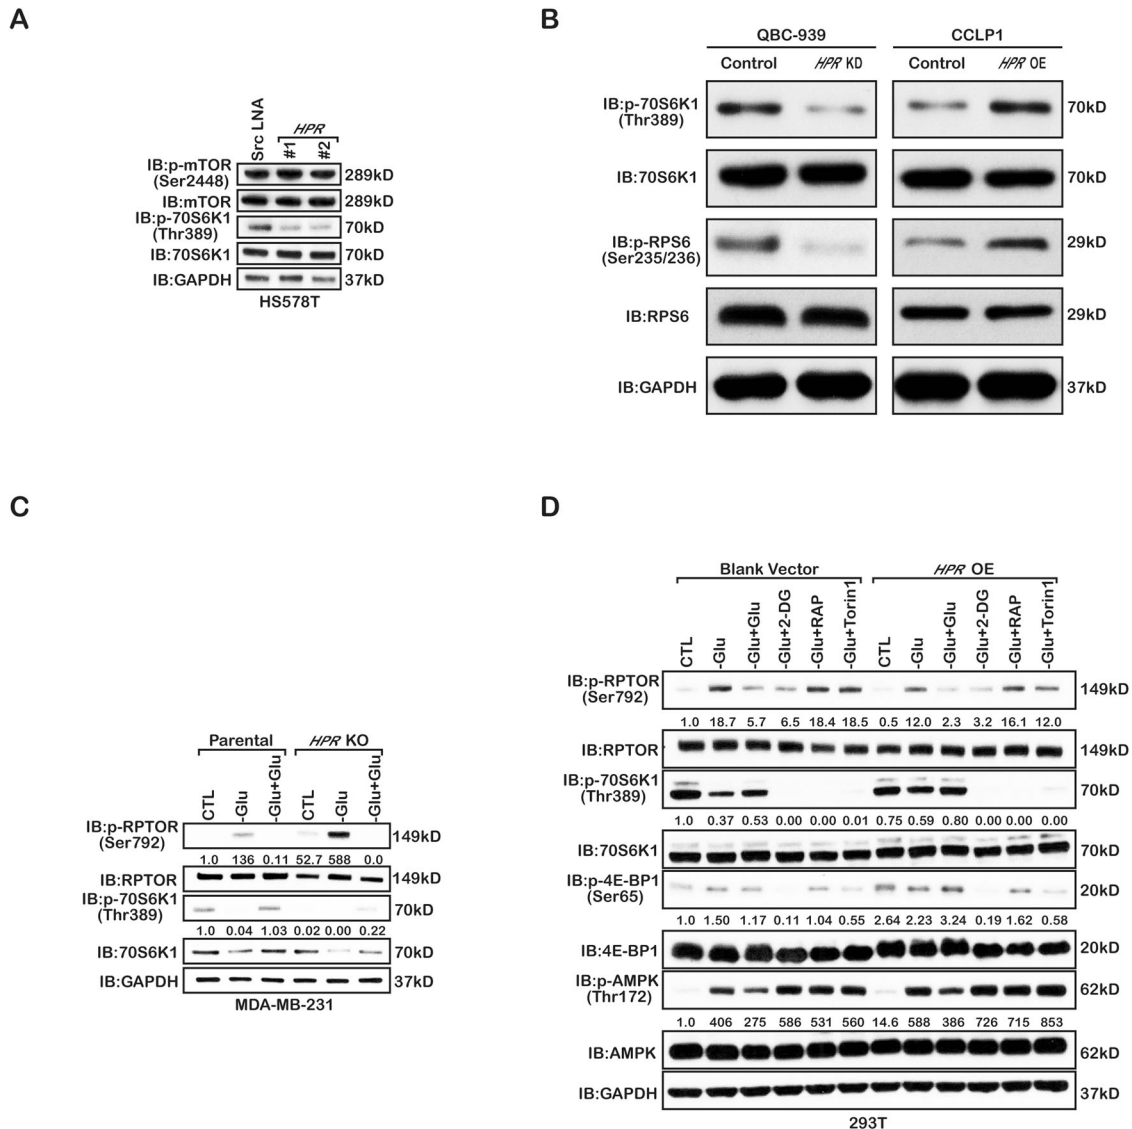 A
Src LNA
HPR
#1
#2
IB:p-mTOR
(Ser2448)
289kD
IB:mTOR
289kD
IB:p-70S6K1
(Thr389)
70kD
IB:70S6K1
70kD
IB:GAPDH
37kD
HS578T
B
QBC-939
CCLP1
Control
HPR KD
Control
HPR OE
IB:p-70S6K1
(Thr389)
70kD
IB:70S6K1
70kD
IB:p-RPS6
(Ser235/236)
29kD
IB:RPS6
29kD
IB:GAPDH
37kD
C
Parental
HPR KO
CTL
-Glu
-Glu+Glu
CTL
-Glu
-Glu+Glu
IB:p-RPTOR
(Ser792)
149kD
1.0 136 0.11 52.7 588 0.0
IB:RPTOR
149kD
IB:p-70S6K1
(Thr389)
70kD
1.0 0.04 1.03 0.02 0.00 0.22
IB:70S6K1
70kD
IB:GAPDH
37kD
MDA-MB-231
D
Blank Vector
HPR OE
CTL
-Glu
-Glu+Glu
-Glu+2-DG
-Glu+RAP
-Glu+Torin1
CTL
-Glu
-Glu+Glu
-Glu+2-DG
-Glu+RAP
-Glu+Torin1
IB:p-RPTOR
(Ser792)
149kD
1.0 18.7 5.7 6.5 18.4 18.5 0.5 12.0 2.3 3.2 16.1 12.0
IB:RPTOR
149kD
IB:p-70S6K1
(Thr389)
70kD
1.0 0.37 0.53 0.00 0.00 0.01 0.75 0.59 0.80 0.00 0.00 0.00
IB:70S6K1
70kD
IB:p-4E-BP1
(Ser65)
20kD
1.0 1.50 1.17 0.11 1.04 0.55 2.64 2.23 3.24 0.19 1.62 0.58
IB:4E-BP1
20kD
IB:p-AMPK
(Thr172)
62kD
1.0 406 275 586 531 560 14.6 588 386 726 715 853
IB:AMPK
62kD
IB:GAPDH
37kD
293T